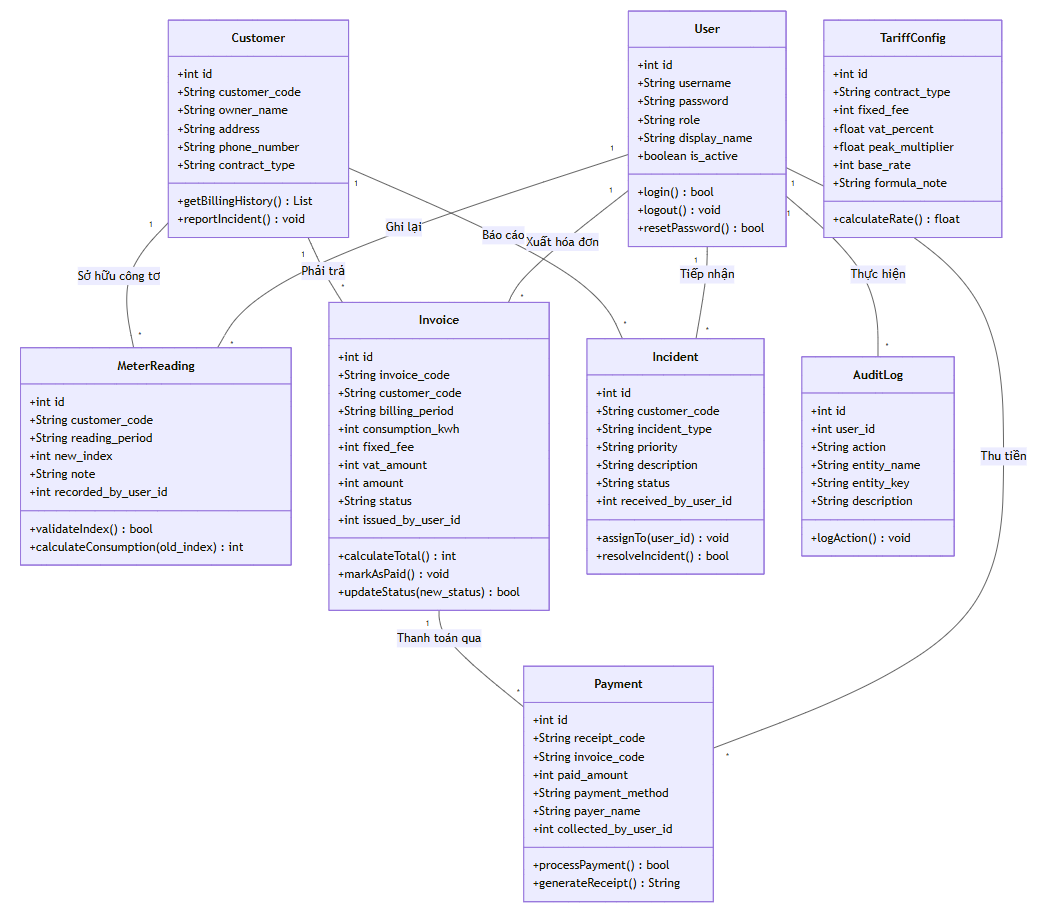 Customer
+int id
+String customer_code
+String owner_name
+String address
+String phone_number
+String contract_type
+getBillingHistory() : List
+reportIncident() : void
User
+int id
+String username
+String password
+String role
+String display_name
+boolean is_active
+login() : bool
+logout() : void
+resetPassword() : bool
TariffConfig
+int id
+String contract_type
+int fixed_fee
+float vat_percent
+float peak_multiplier
+int base_rate
+String formula_note
+calculateRate() : float
1
1
1
1
1
1
1
1
Sở hữu công tơ
Phải trả
Ghi lại
Báo cáo
Xuất hóa đơn
Tiếp nhận
Thực hiện
Thu tiền
*
*
*
*
*
*
*
MeterReading
+int id
+String customer_code
+String reading_period
+int new_index
+String note
+int recorded_by_user_id
+validateIndex() : bool
+calculateConsumption(old_index) : int
Invoice
+int id
+String invoice_code
+String customer_code
+String billing_period
+int consumption_kwh
+int fixed_fee
+int vat_amount
+int amount
+String status
+int issued_by_user_id
+calculateTotal() : int
+markAsPaid() : void
+updateStatus(new_status) : bool
Incident
+int id
+String customer_code
+String incident_type
+String priority
+String description
+String status
+int received_by_user_id
+assignTo(user_id) : void
+resolveIncident() : bool
AuditLog
+int id
+int user_id
+String action
+String entity_name
+String entity_key
+String description
+logAction() : void
1
Thanh toán qua
*
*
Payment
+int id
+String receipt_code
+String invoice_code
+int paid_amount
+String payment_method
+String payer_name
+int collected_by_user_id
+processPayment() : bool
+generateReceipt() : String